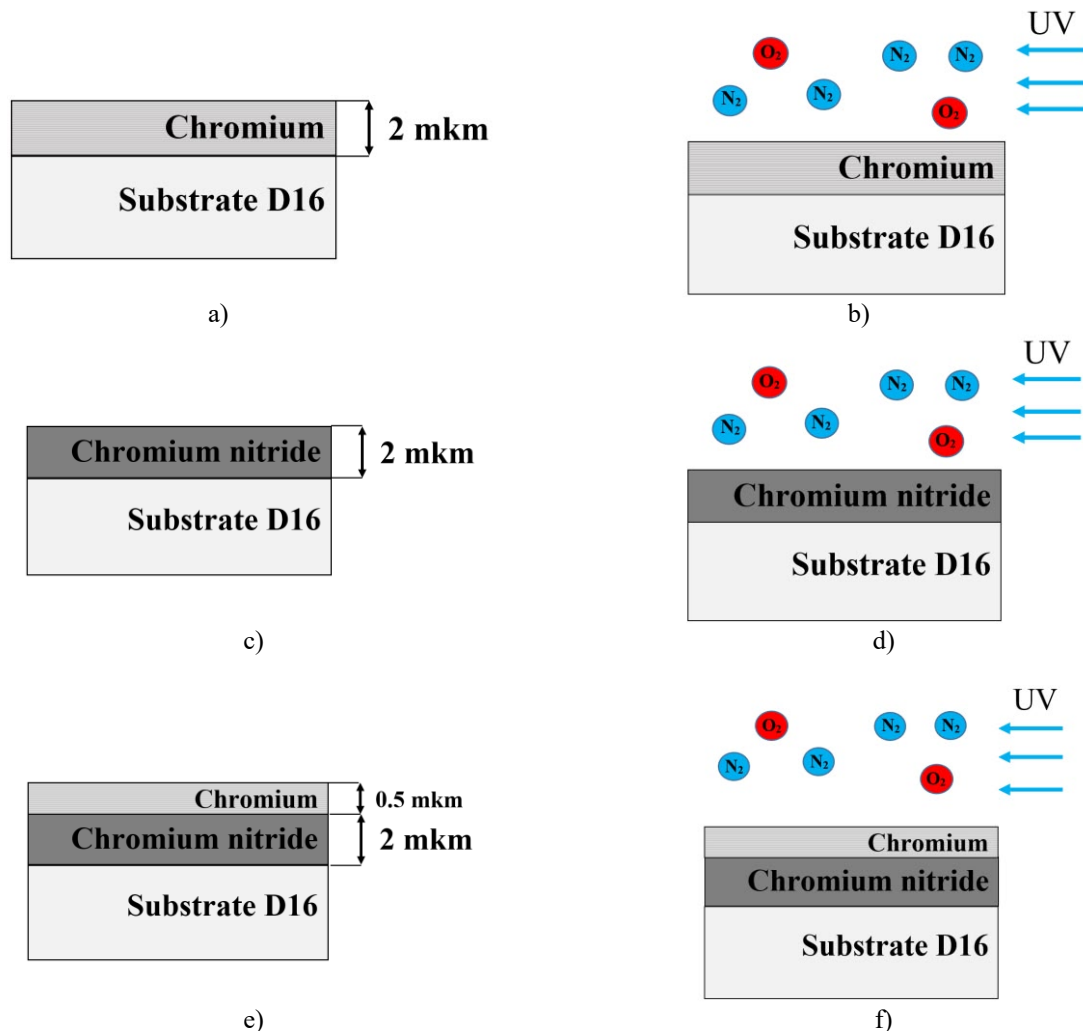 UV
O₂ N₂ N₂
N₂ N₂ O₂
Chromium 2 mkm
Substrate D16
Chromium
Substrate D16
a)
b)
UV
O₂ N₂ N₂
N₂ N₂ O₂
Chromium nitride 2 mkm
Substrate D16
Chromium nitride
Substrate D16
c)
d)
UV
O₂ N₂ N₂
N₂ N₂ O₂
Chromium 0.5 mkm
Chromium nitride 2 mkm
Substrate D16
Chromium
Chromium nitride
Substrate D16
e)
f)